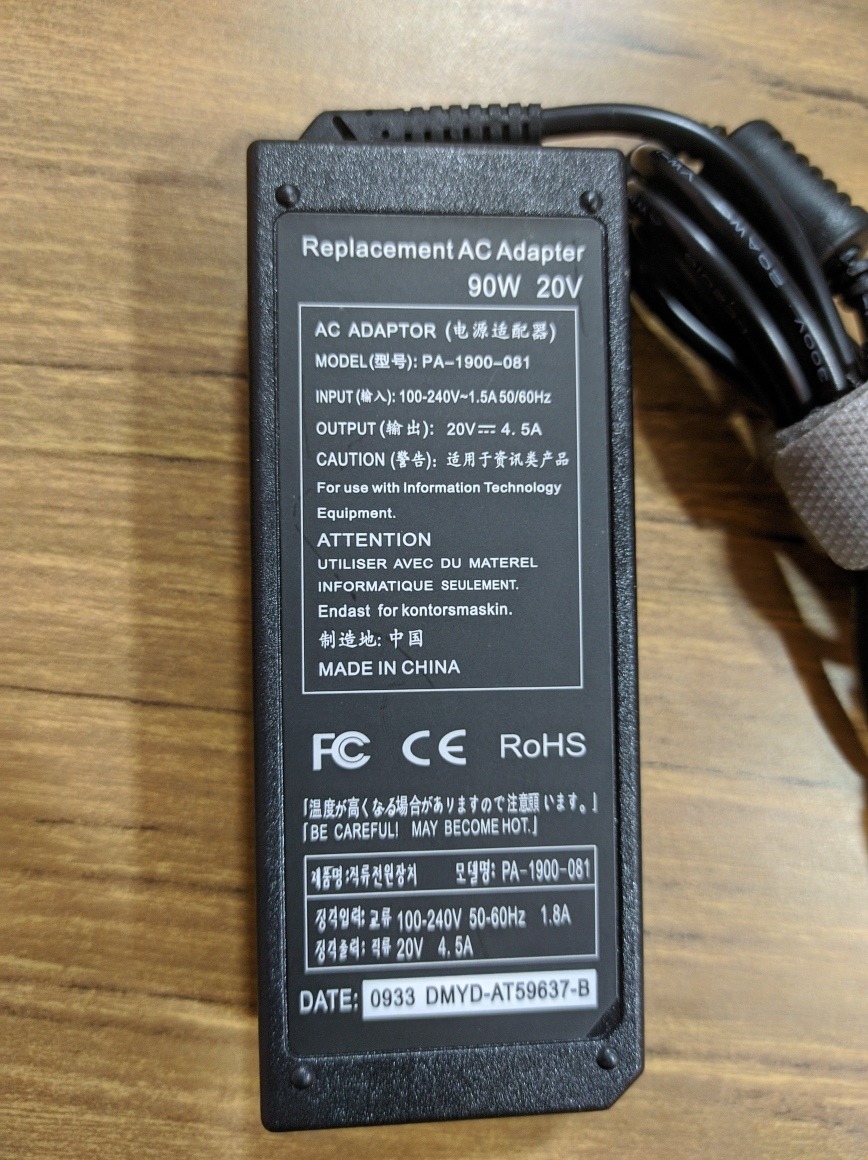 Replacement AC Adapter
90W 20V
AC ADAPTOR (电源适配器)
MODEL(型号): PA-1900-081
INPUT(输入): 100-240V~1.5A 50/60Hz
OUTPUT(输出): 20V⎓4.5A
CAUTION (警告): 适用于资讯类产品
For use with Information Technology
Equipment.
ATTENTION
UTILISER AVEC DU MATEREL
INFORMATIQUE SEULEMENT.
Endast for kontorsmaskin.
制造地: 中国
MADE IN CHINA
FC CE RoHS
「温度が高くなる場合がありますので注意頭います。」
「BE CAREFUL! MAY BECOME HOT.」
제품명:직류전원장치 모델명: PA-1900-081
정격입력: 교류 100-240V 50-60Hz 1.8A
정격출력: 직류 20V 4.5A
DATE: 0933 DMYD-AT59637-B
300V